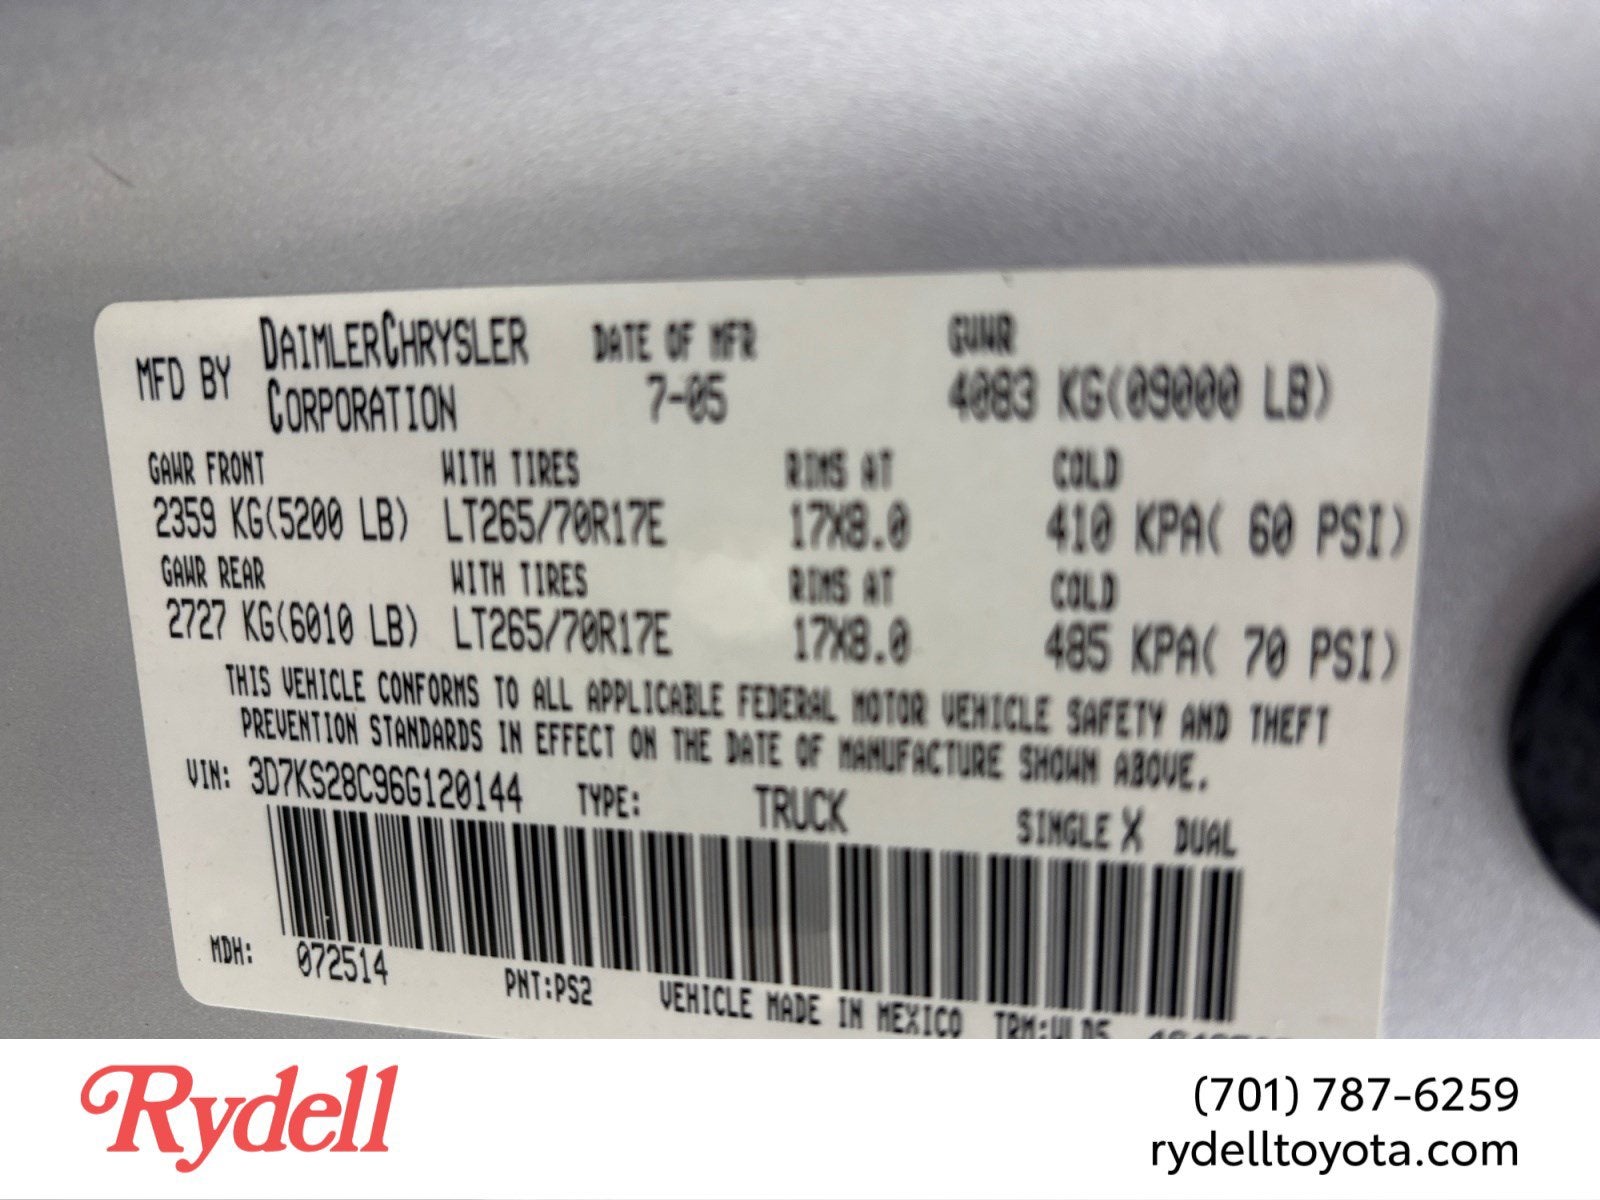 MFD BY DAIMLERCHRYSLER CORPORATION
DATE OF MFR
7-05
GVWR
4083 KG(09000 LB)
GAWR FRONT WITH TIRES RIMS AT COLD
2359 KG(5200 LB) LT265/70R17E 17X8.0 410 KPA( 60 PSI)
GAWR REAR WITH TIRES RIMS AT COLD
2727 KG(6010 LB) LT265/70R17E 17X8.0 485 KPA( 70 PSI)
THIS VEHICLE CONFORMS TO ALL APPLICABLE FEDERAL MOTOR VEHICLE SAFETY AND THEFT
PREVENTION STANDARDS IN EFFECT ON THE DATE OF MANUFACTURE SHOWN ABOVE.
VIN: 3D7KS28C96G120144 TYPE: TRUCK SINGLE X DUAL
MDH: 072514
PNT:PS2 VEHICLE MADE IN MEXICO
Rydell
(701) 787-6259
rydelltoyota.com